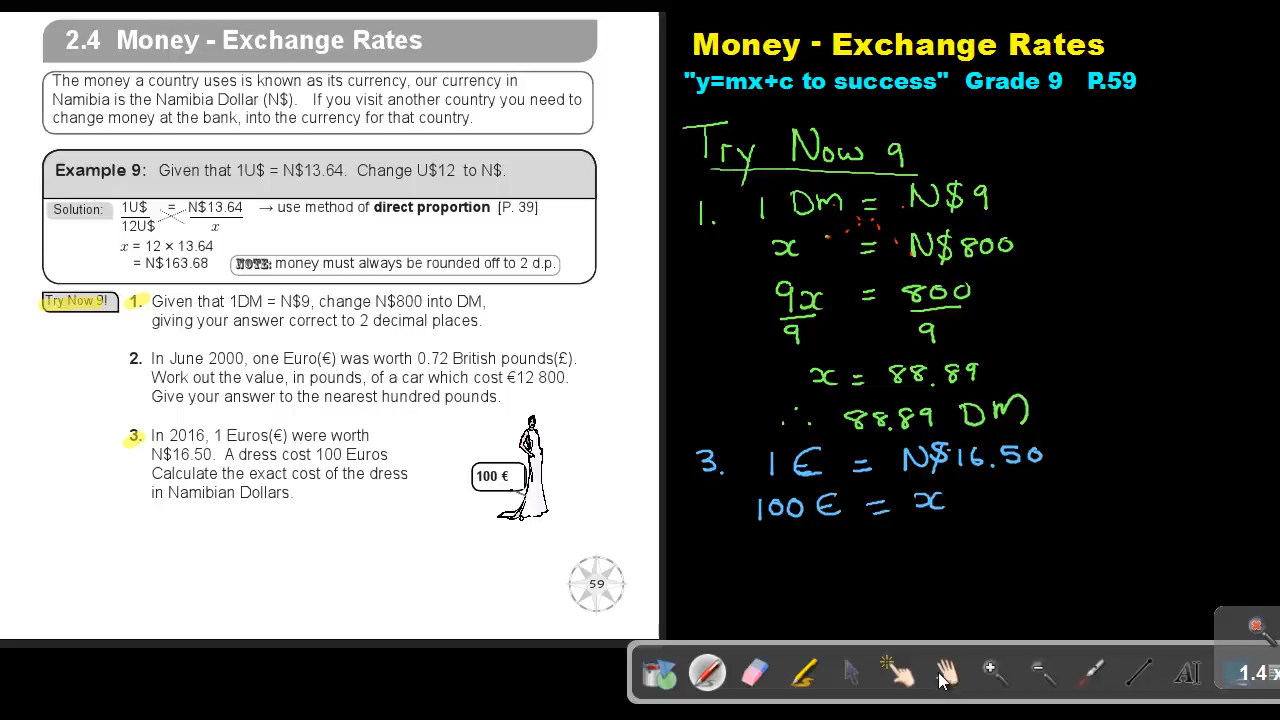 2.4 Money - Exchange Rates
The money a country uses is known as its currency, our currency in
Namibia is the Namibia Dollar (N$). If you visit another country you need to
change money at the bank, into the currency for that country.
Example 9: Given that 1U$ = N$13.64. Change U$12 to N$.
Solution: 1U$ = N$13.64 → use method of direct proportion [P. 39]
12U$ x
x = 12 × 13.64
= N$163.68 NOTE: money must always be rounded off to 2 d.p.
Try Now 9! 1. Given that 1DM = N$9, change N$800 into DM,
giving your answer correct to 2 decimal places.
2. In June 2000, one Euro(€) was worth 0.72 British pounds(£).
Work out the value, in pounds, of a car which cost €12 800.
Give your answer to the nearest hundred pounds.
3. In 2016, 1 Euros(€) were worth
N$16.50. A dress cost 100 Euros
Calculate the exact cost of the dress
in Namibian Dollars.
100 €
59
Money - Exchange Rates
"y=mx+c to success" Grade 9 P.59
Try Now 9
1. 1 DM = N$9
x = N$800
9x = 800
9 9
x = 88.89
∴ 88.89 DM
3. 1 € = N$16.50
100 € = x
AI
1.4 x